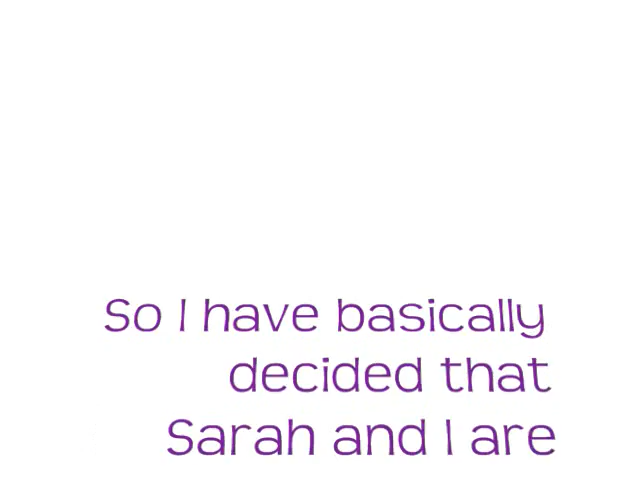 So I have basically
decided that
Sarah and I are